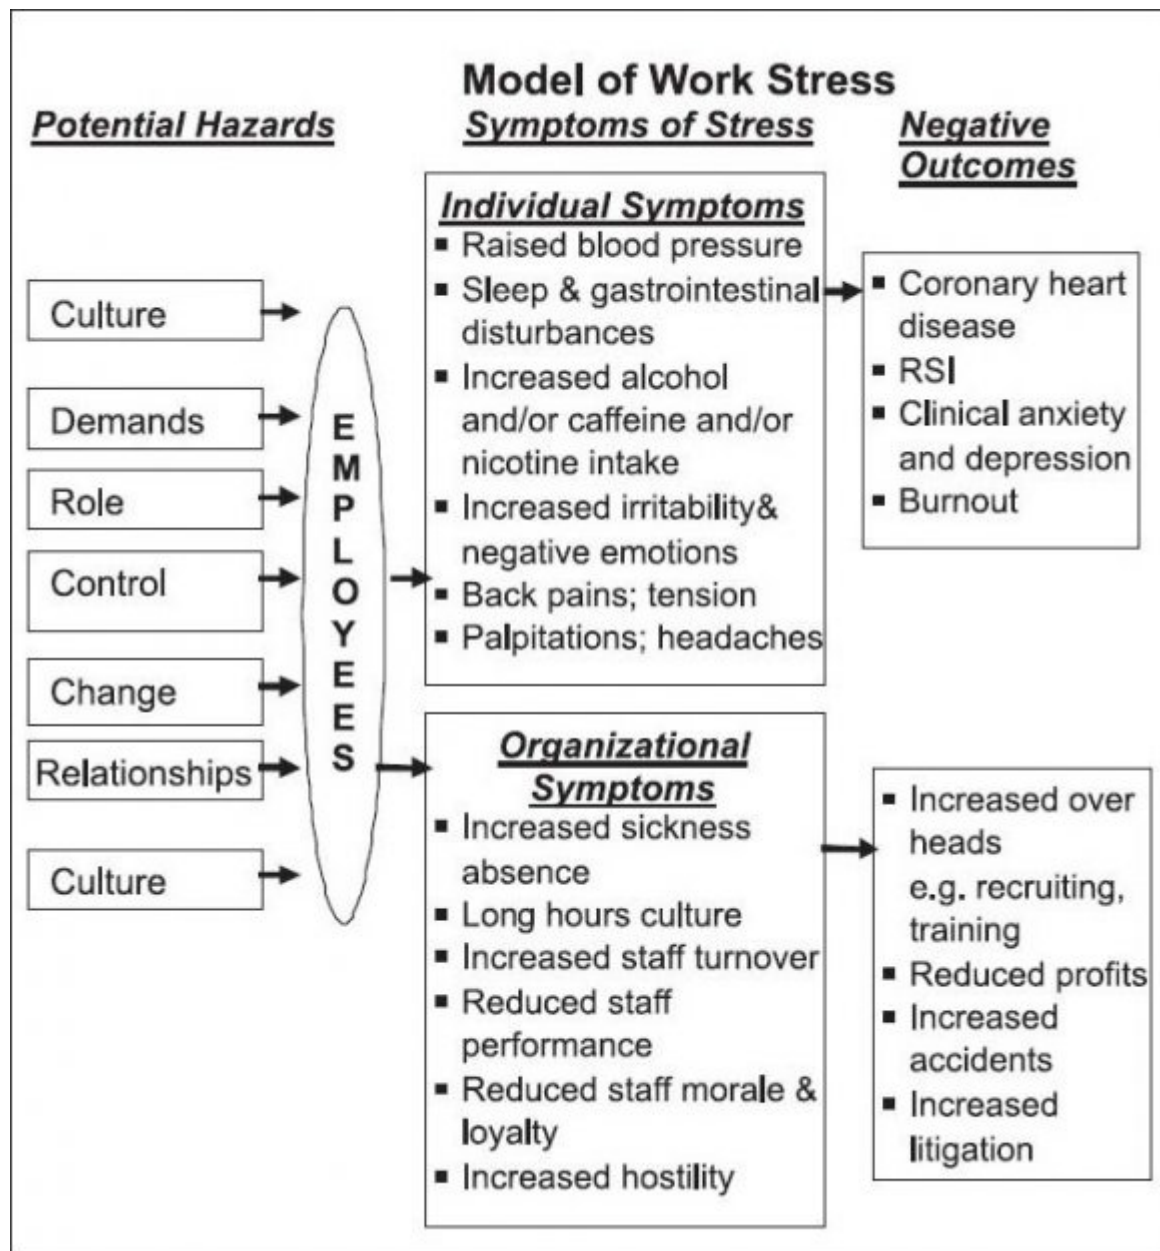 Model of Work Stress
Potential Hazards
Culture
Demands
Role
Control
Change
Relationships
Culture
EMPLOYEES
Symptoms of Stress
Individual Symptoms
▪ Raised blood pressure
▪ Sleep & gastrointestinal
disturbances
▪ Increased alcohol
and/or caffeine and/or
nicotine intake
▪ Increased irritability&
negative emotions
▪ Back pains; tension
▪ Palpitations; headaches
Organizational
Symptoms
▪ Increased sickness
absence
▪ Long hours culture
▪ Increased staff turnover
▪ Reduced staff
performance
▪ Reduced staff morale &
loyalty
▪ Increased hostility
Negative
Outcomes
▪ Coronary heart
disease
▪ RSI
▪ Clinical anxiety
and depression
▪ Burnout
▪ Increased over
heads
e.g. recruiting,
training
▪ Reduced profits
▪ Increased
accidents
▪ Increased
litigation